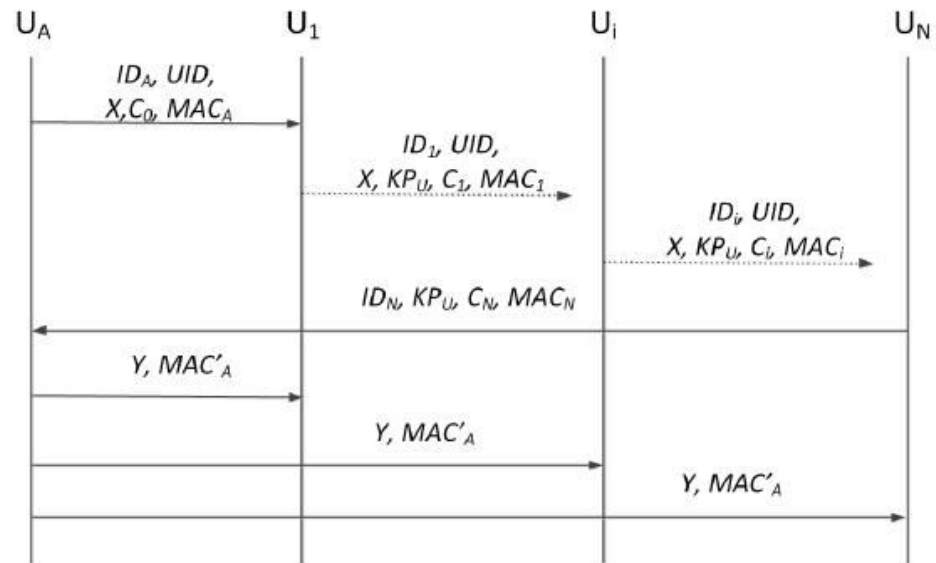 U_A U_1 U_i U_N
ID_A, UID,
X,C_0, MAC_A
ID_1, UID,
X, KP_U, C_1, MAC_1
ID_i, UID,
X, KP_U, C_i, MAC_i
ID_N, KP_U, C_N, MAC_N
Y, MAC'_A
Y, MAC'_A
Y, MAC'_A